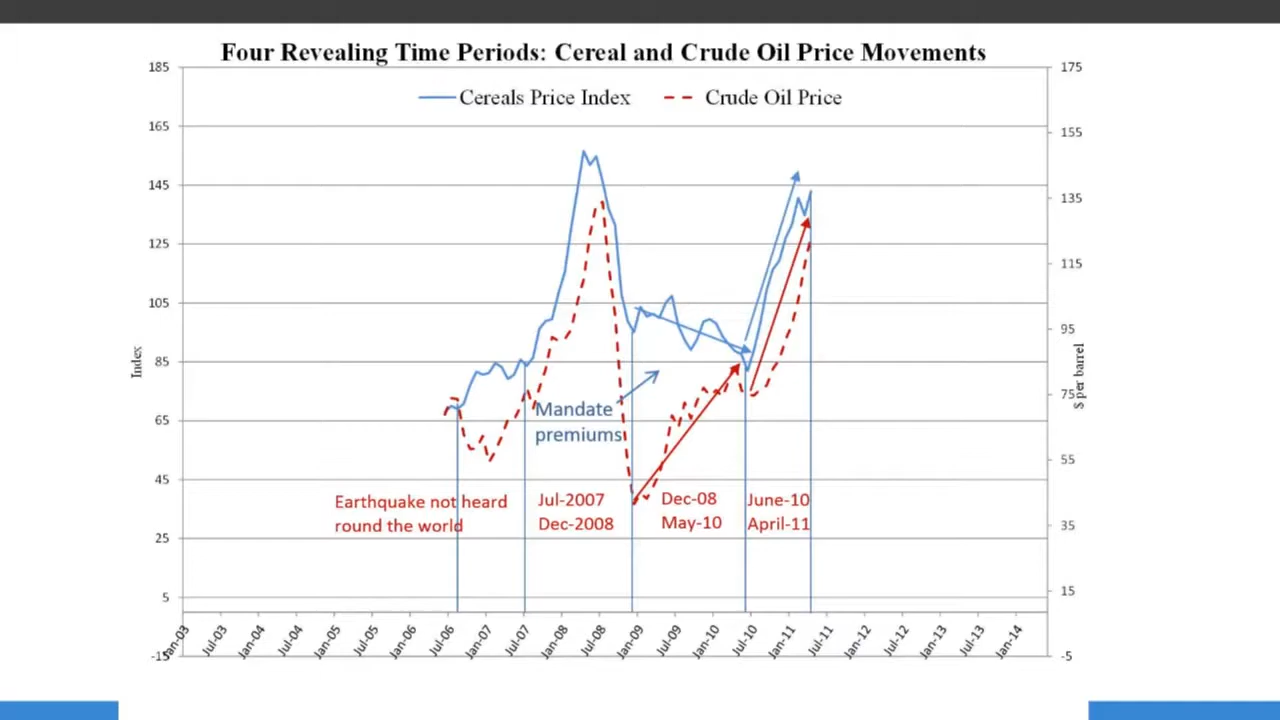 Four Revealing Time Periods: Cereal and Crude Oil Price Movements
Cereals Price Index
Crude Oil Price
185
165
145
125
105
85
65
45
25
5
-15
Index
175
155
135
115
95
75
55
35
15
-5
$ per barrel
Mandate
premiums
Earthquake not heard
round the world
Jul-2007
Dec-2008
Dec-08
May-10
June-10
April-11
Jan-03
Jul-03
Jan-04
Jul-04
Jan-05
Jul-05
Jan-06
Jul-06
Jan-07
Jul-07
Jan-08
Jul-08
Jan-09
Jul-09
Jan-10
Jul-10
Jan-11
Jul-11
Jan-12
Jul-12
Jan-13
Jul-13
Jan-14